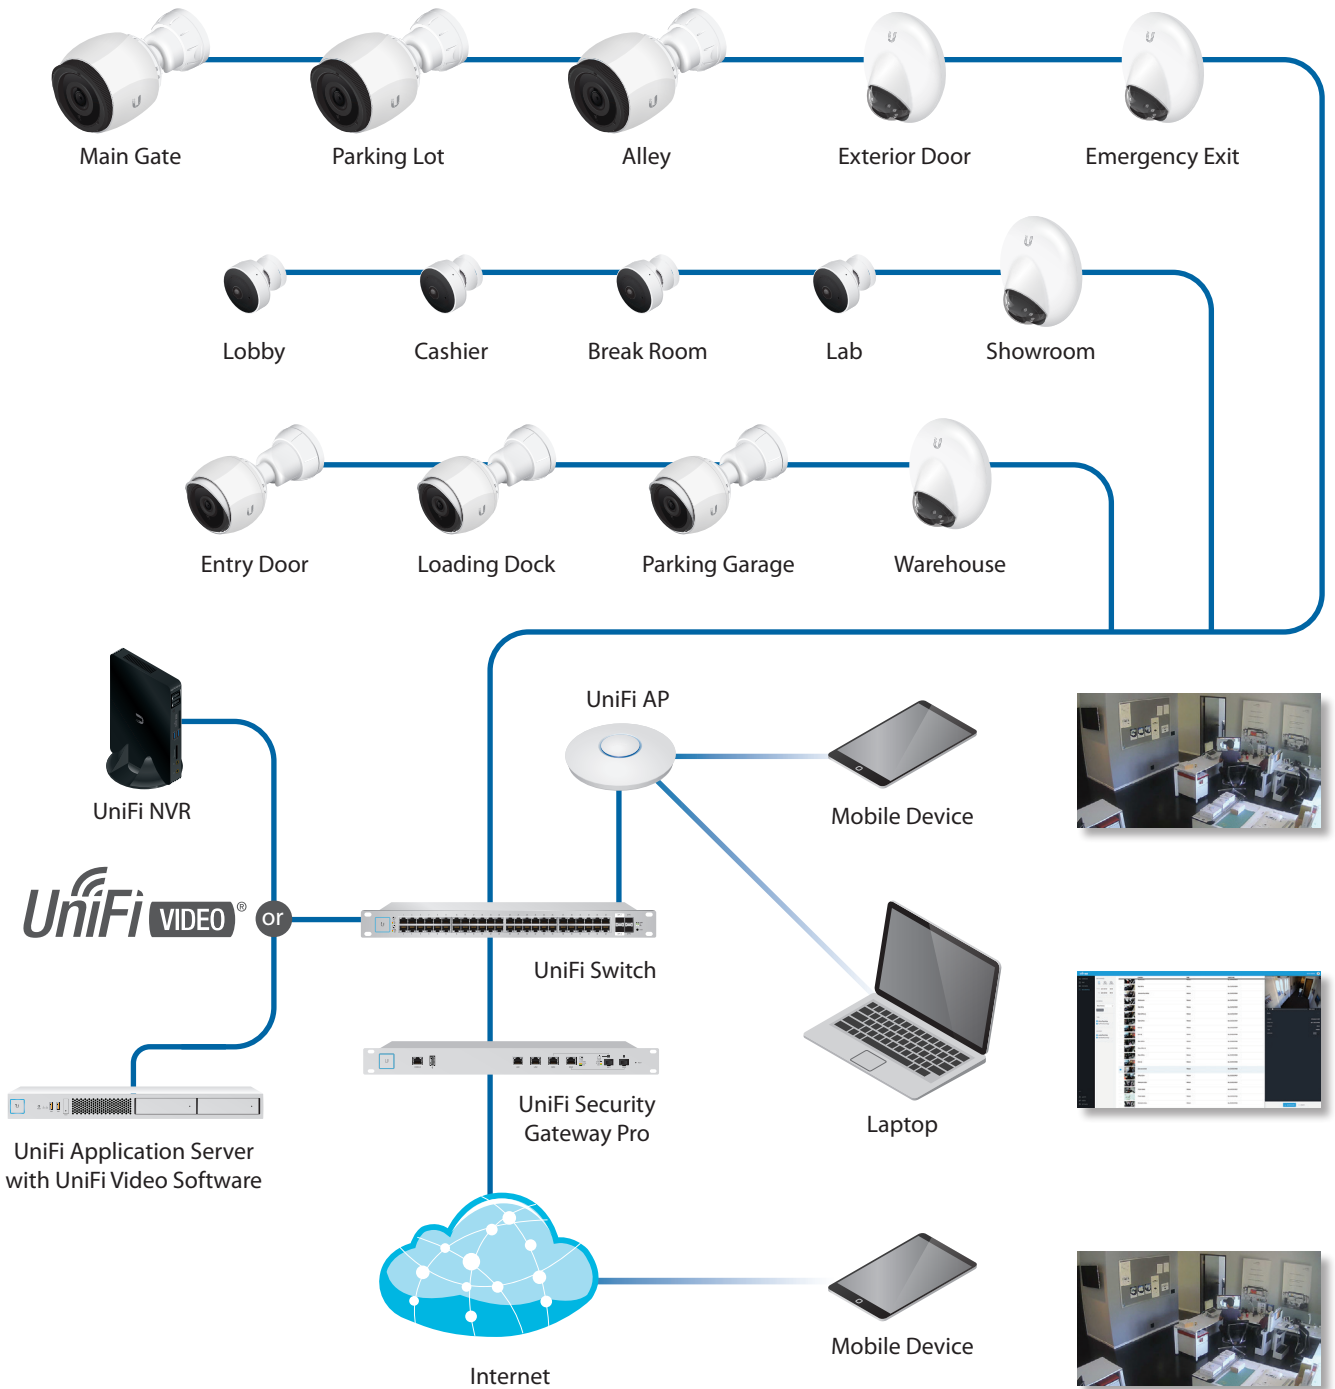 Main Gate
Parking Lot
Alley
Exterior Door
Emergency Exit
Lobby
Cashier
Break Room
Lab
Showroom
Entry Door
Loading Dock
Parking Garage
Warehouse
UniFi AP
UniFi NVR
Mobile Device
UniFi VIDEO®
or
UniFi Switch
UniFi Security
Gateway Pro
Laptop
UniFi Application Server
with UniFi Video Software
Internet
Mobile Device